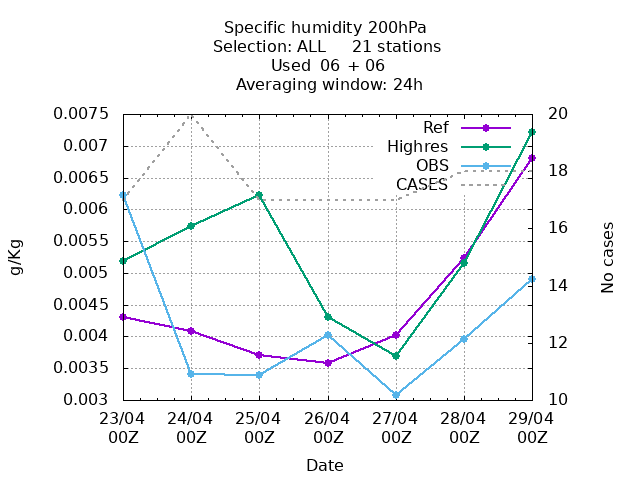 Specific humidity 200hPa
Selection: ALL 21 stations
Used 06 + 06
Averaging window: 24h
Ref
Highres
OBS
CASES
g/Kg
0.0075
0.007
0.0065
0.006
0.0055
0.005
0.0045
0.004
0.0035
0.003
20
18
16
14
12
10
No cases
23/04 24/04 25/04 26/04 27/04 28/04 29/04
00Z 00Z 00Z 00Z 00Z 00Z 00Z
Date